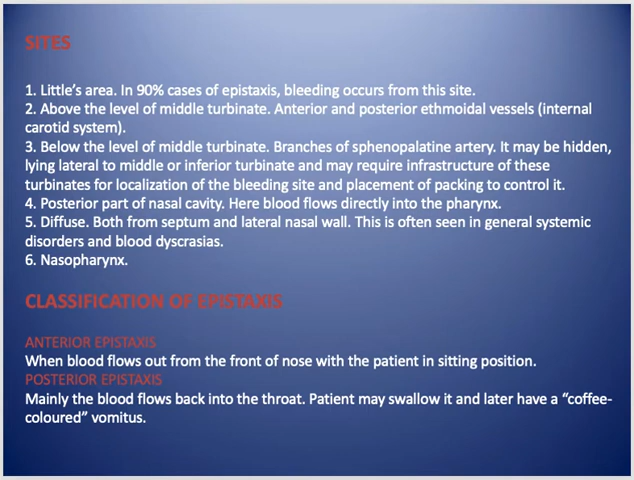 SITES
1. Little's area. In 90% cases of epistaxis, bleeding occurs from this site.
2. Above the level of middle turbinate. Anterior and posterior ethmoidal vessels (internal
carotid system).
3. Below the level of middle turbinate. Branches of sphenopalatine artery. It may be hidden,
lying lateral to middle or inferior turbinate and may require infrastructure of these
turbinates for localization of the bleeding site and placement of packing to control it.
4. Posterior part of nasal cavity. Here blood flows directly into the pharynx.
5. Diffuse. Both from septum and lateral nasal wall. This is often seen in general systemic
disorders and blood dyscrasias.
6. Nasopharynx.
CLASSIFICATION OF EPISTAXIS
ANTERIOR EPISTAXIS
When blood flows out from the front of nose with the patient in sitting position.
POSTERIOR EPISTAXIS
Mainly the blood flows back into the throat. Patient may swallow it and later have a “coffee-
coloured” vomitus.